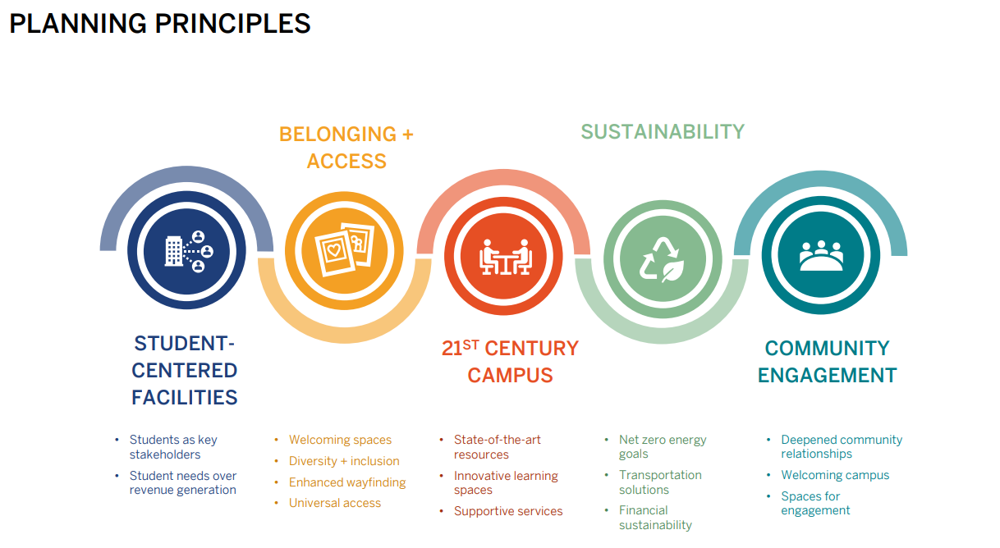 PLANNING PRINCIPLES
BELONGING +
ACCESS
SUSTAINABILITY
STUDENT-
CENTERED
FACILITIES
21ST CENTURY
CAMPUS
COMMUNITY
ENGAGEMENT
• Students as key
stakeholders
• Student needs over
revenue generation
• Welcoming spaces
• Diversity + inclusion
• Enhanced wayfinding
• Universal access
• State-of-the-art
resources
• Innovative learning
spaces
• Supportive services
• Net zero energy
goals
• Transportation
solutions
• Financial
sustainability
• Deepened community
relationships
• Welcoming campus
• Spaces for
engagement